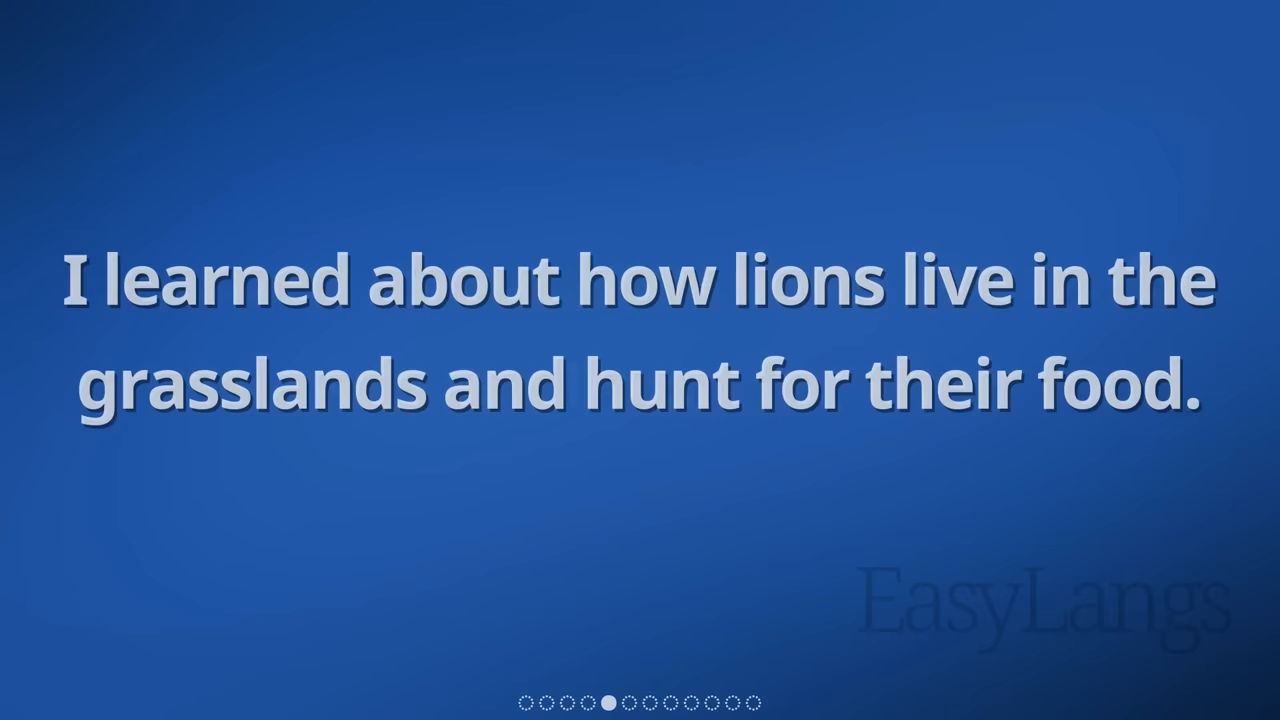 I learned about how lions live in the
grasslands and hunt for their food.
EasyLangs